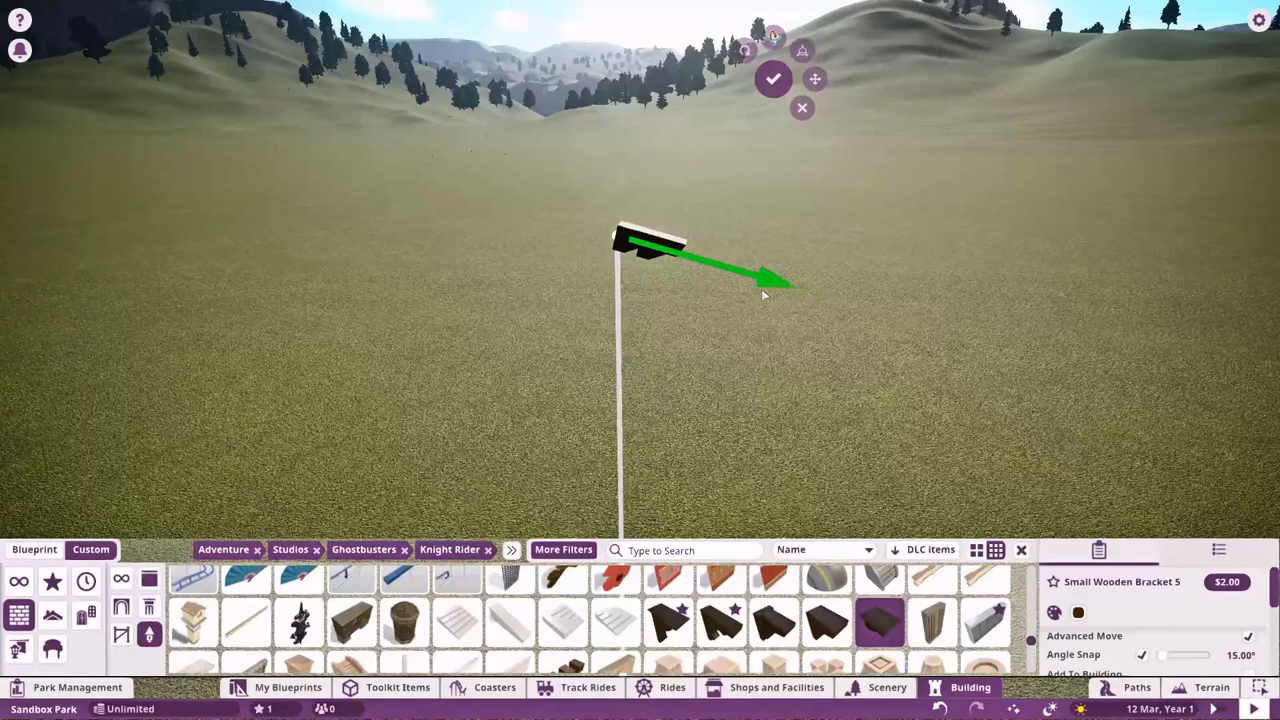 ?
Blueprint
Custom
Adventure ×
Studios ×
Ghostbusters ×
Knight Rider ×
More Filters
Type to Search
Name
DLC items
Small Wooden Bracket 5
$2.00
Advanced Move
Angle Snap
15.00°
Park Management
My Blueprints
Toolkit Items
Coasters
Track Rides
Rides
Shops and Facilities
Scenery
Building
Paths
Terrain
Sandbox Park
Unlimited
1
0
12 Mar, Year 1